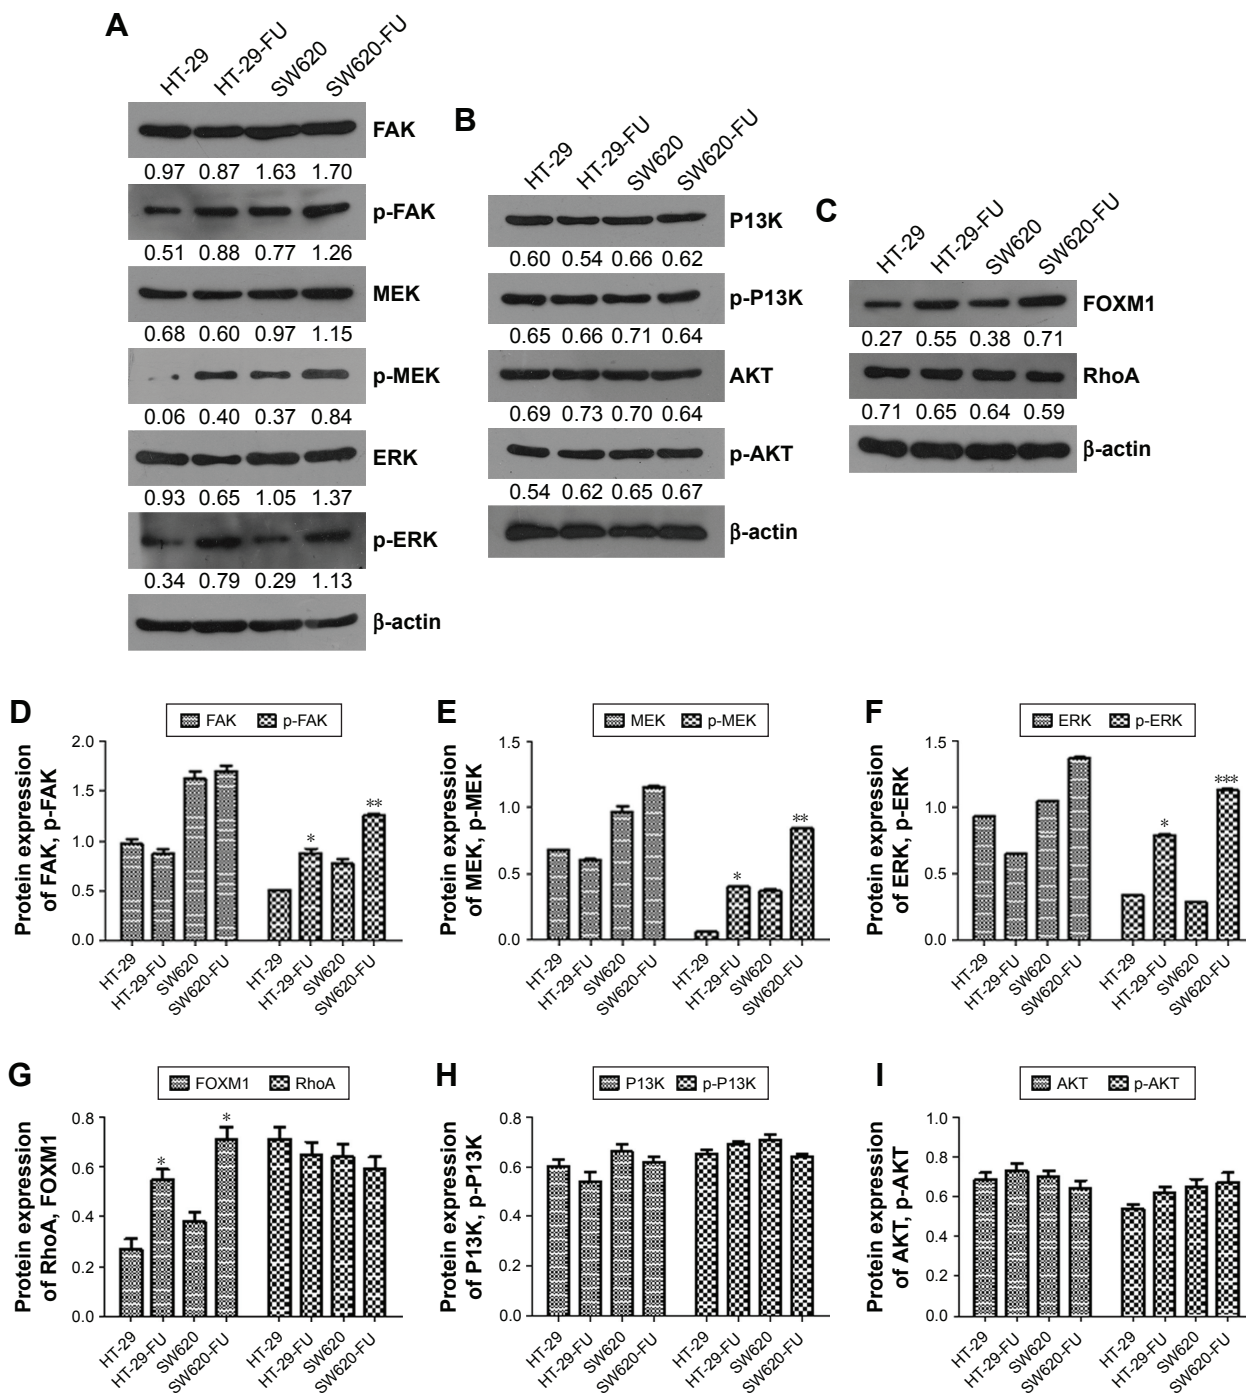 A
HT-29 HT-29-FU SW620 SW620-FU
FAK
0.97 0.87 1.63 1.70
p-FAK
0.51 0.88 0.77 1.26
MEK
0.68 0.60 0.97 1.15
p-MEK
0.06 0.40 0.37 0.84
ERK
0.93 0.65 1.05 1.37
p-ERK
0.34 0.79 0.29 1.13
β-actin
B
HT-29 HT-29-FU SW620 SW620-FU
P13K
0.60 0.54 0.66 0.62
p-P13K
0.65 0.66 0.71 0.64
AKT
0.69 0.73 0.70 0.64
p-AKT
0.54 0.62 0.65 0.67
β-actin
C
HT-29 HT-29-FU SW620 SW620-FU
FOXM1
0.27 0.55 0.38 0.71
RhoA
0.71 0.65 0.64 0.59
β-actin
D
FAK p-FAK
Protein expression
of FAK, p-FAK
2.0
1.5
1.0
0.5
0.0
* **
HT-29 HT-29-FU SW620 SW620-FU HT-29 HT-29-FU SW620 SW620-FU
E
MEK p-MEK
Protein expression
of MEK, p-MEK
1.5
1.0
0.5
0.0
* **
HT-29 HT-29-FU SW620 SW620-FU HT-29 HT-29-FU SW620 SW620-FU
F
ERK p-ERK
Protein expression
of ERK, p-ERK
1.5
1.0
0.5
0.0
* ***
HT-29 HT-29-FU SW620 SW620-FU HT-29 HT-29-FU SW620 SW620-FU
G
FOXM1 RhoA
Protein expression
of RhoA, FOXM1
0.8
0.6
0.4
0.2
0.0
* *
HT-29 HT-29-FU SW620 SW620-FU HT-29 HT-29-FU SW620 SW620-FU
H
P13K p-P13K
Protein expression
of P13K, p-P13K
0.8
0.6
0.4
0.2
0.0
HT-29 HT-29-FU SW620 SW620-FU HT-29 HT-29-FU SW620 SW620-FU
I
AKT p-AKT
Protein expression
of AKT, p-AKT
1.0
0.8
0.6
0.4
0.2
0.0
HT-29 HT-29-FU SW620 SW620-FU HT-29 HT-29-FU SW620 SW620-FU